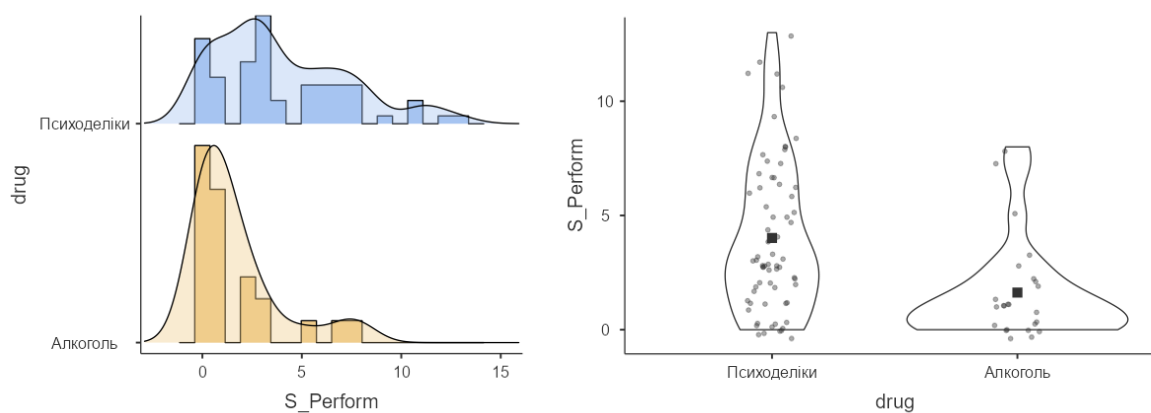 drug
Психоделіки
Алкоголь
0 5 10 15
S_Perform
S_Perform
10
5
0
Психоделіки Алкоголь
drug